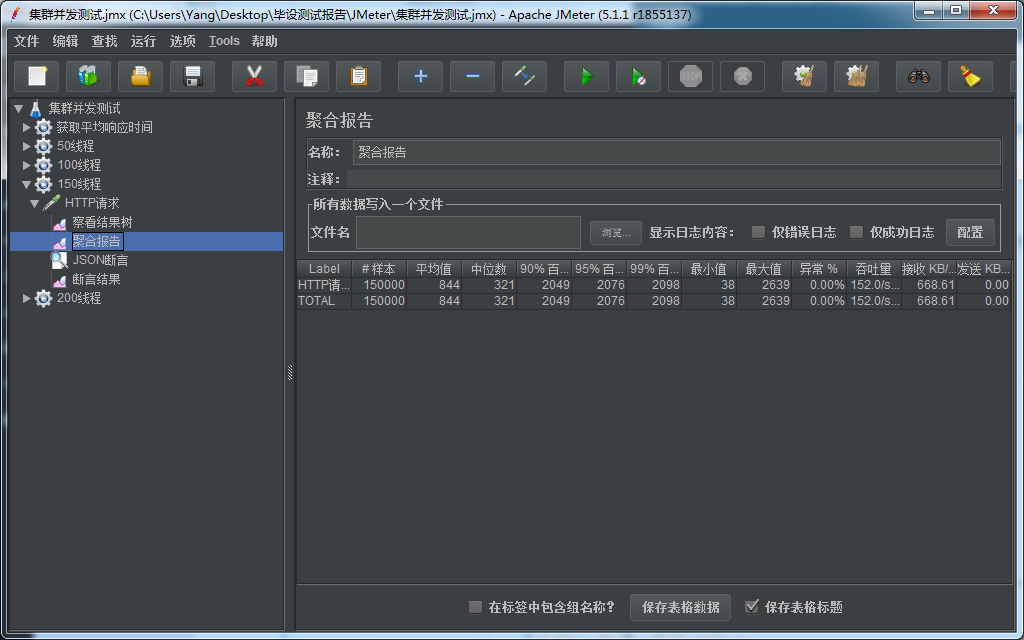 集群并发测试.jmx (C:\Users\Yang\Desktop\毕设测试报告\JMeter\集群并发测试.jmx) - Apache JMeter (5.1.1 r1855137)
文件 编辑 查找 运行 选项 Tools 帮助
STOP
集群并发测试
获取平均响应时间
50线程
100线程
150线程
HTTP请求
察看结果树
聚合报告
JSON断言
断言结果
200线程
聚合报告
名称： 聚合报告
注释：
所有数据写入一个文件
文件名 浏览... 显示日志内容： 仅错误日志 仅成功日志 配置
Label # 样本 平均值 中位数 90% 百... 95% 百... 99% 百... 最小值 最大值 异常 % 吞吐量 接收 KB/... 发送 KB...
HTTP请... 150000 844 321 2049 2076 2098 38 2639 0.00% 152.0/s... 668.61 0.00
TOTAL 150000 844 321 2049 2076 2098 38 2639 0.00% 152.0/s... 668.61 0.00
在标签中包含组名称？ 保存表格数据 保存表格标题